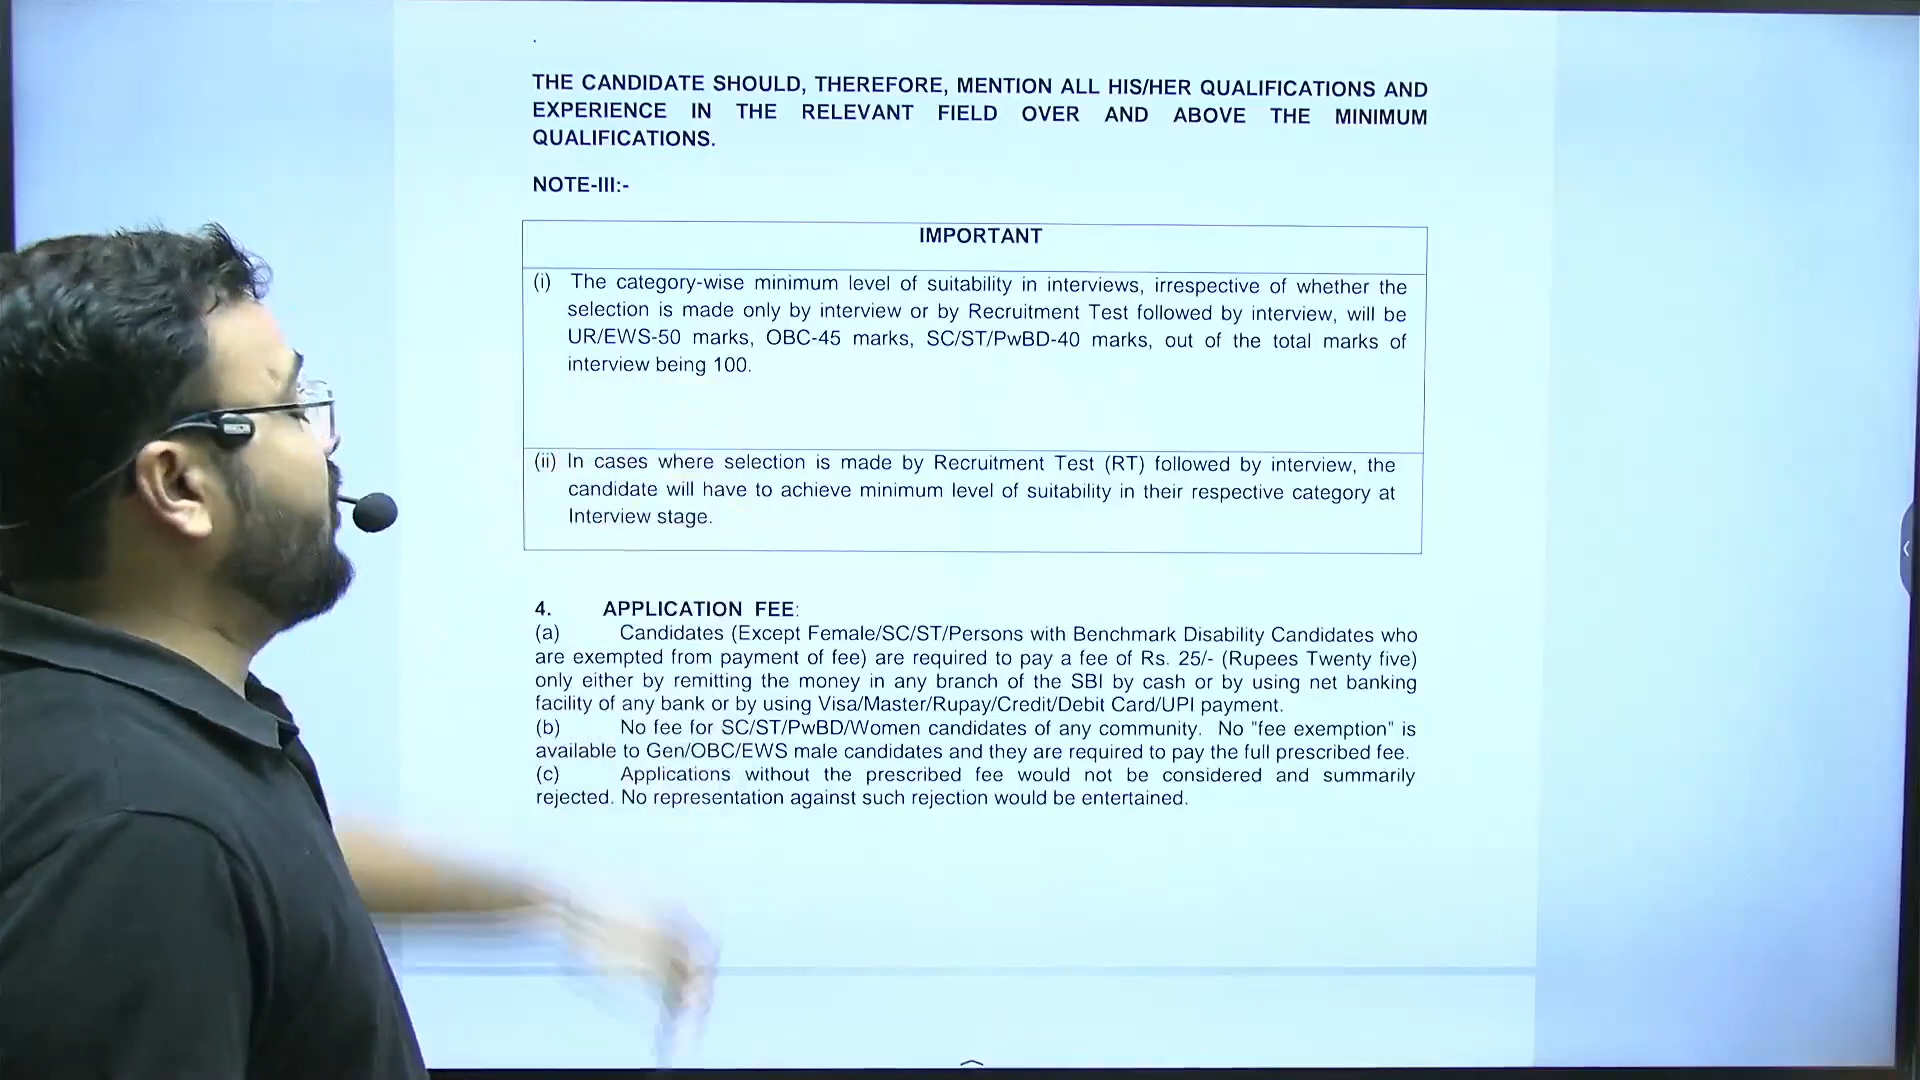 THE CANDIDATE SHOULD, THEREFORE, MENTION ALL HIS/HER QUALIFICATIONS AND
EXPERIENCE IN THE RELEVANT FIELD OVER AND ABOVE THE MINIMUM
QUALIFICATIONS.
NOTE-III:-
IMPORTANT
(i) The category-wise minimum level of suitability in interviews, irrespective of whether the
selection is made only by interview or by Recruitment Test followed by interview, will be
UR/EWS-50 marks, OBC-45 marks, SC/ST/PwBD-40 marks, out of the total marks of
interview being 100.
(ii) In cases where selection is made by Recruitment Test (RT) followed by interview, the
candidate will have to achieve minimum level of suitability in their respective category at
Interview stage.
4. APPLICATION FEE:
(a) Candidates (Except Female/SC/ST/Persons with Benchmark Disability Candidates who
are exempted from payment of fee) are required to pay a fee of Rs. 25/- (Rupees Twenty five)
only either by remitting the money in any branch of the SBI by cash or by using net banking
facility of any bank or by using Visa/Master/Rupay/Credit/Debit Card/UPI payment.
(b) No fee for SC/ST/PwBD/Women candidates of any community. No "fee exemption" is
available to Gen/OBC/EWS male candidates and they are required to pay the full prescribed fee.
(c) Applications without the prescribed fee would not be considered and summarily
rejected. No representation against such rejection would be entertained.